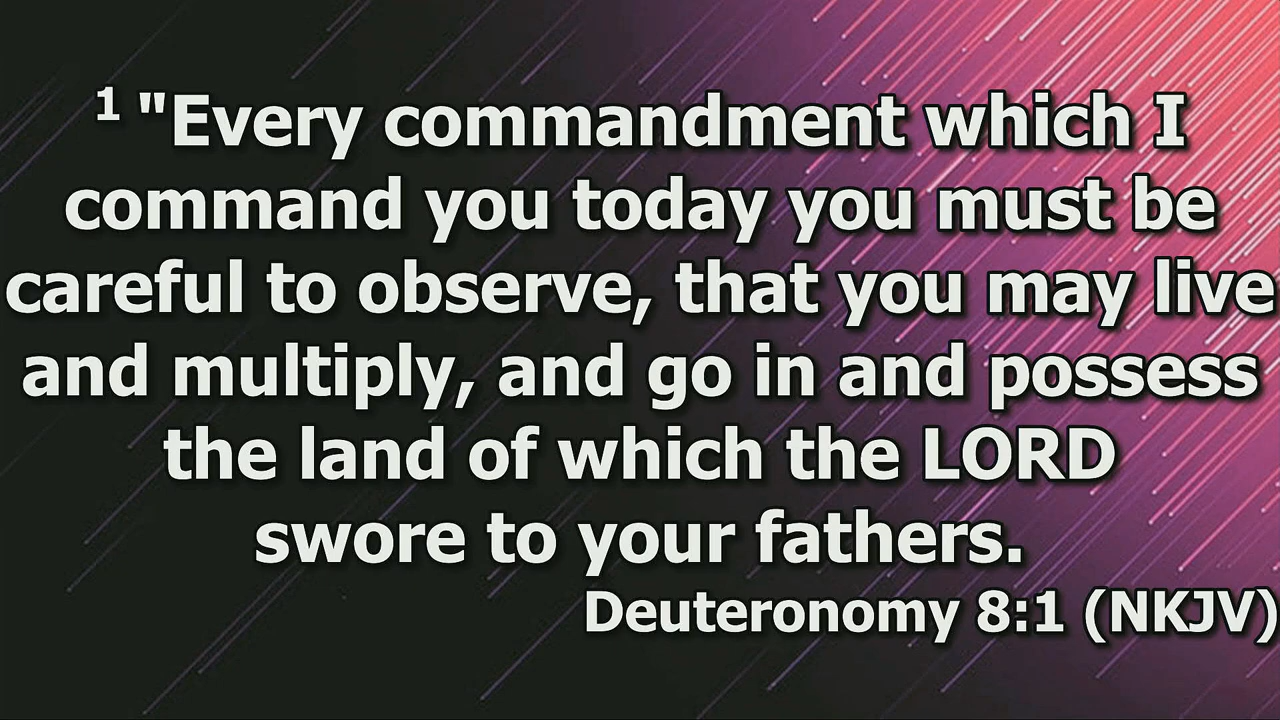 1 "Every commandment which I
command you today you must be
careful to observe, that you may live
and multiply, and go in and possess
the land of which the LORD
swore to your fathers.
Deuteronomy 8:1 (NKJV)